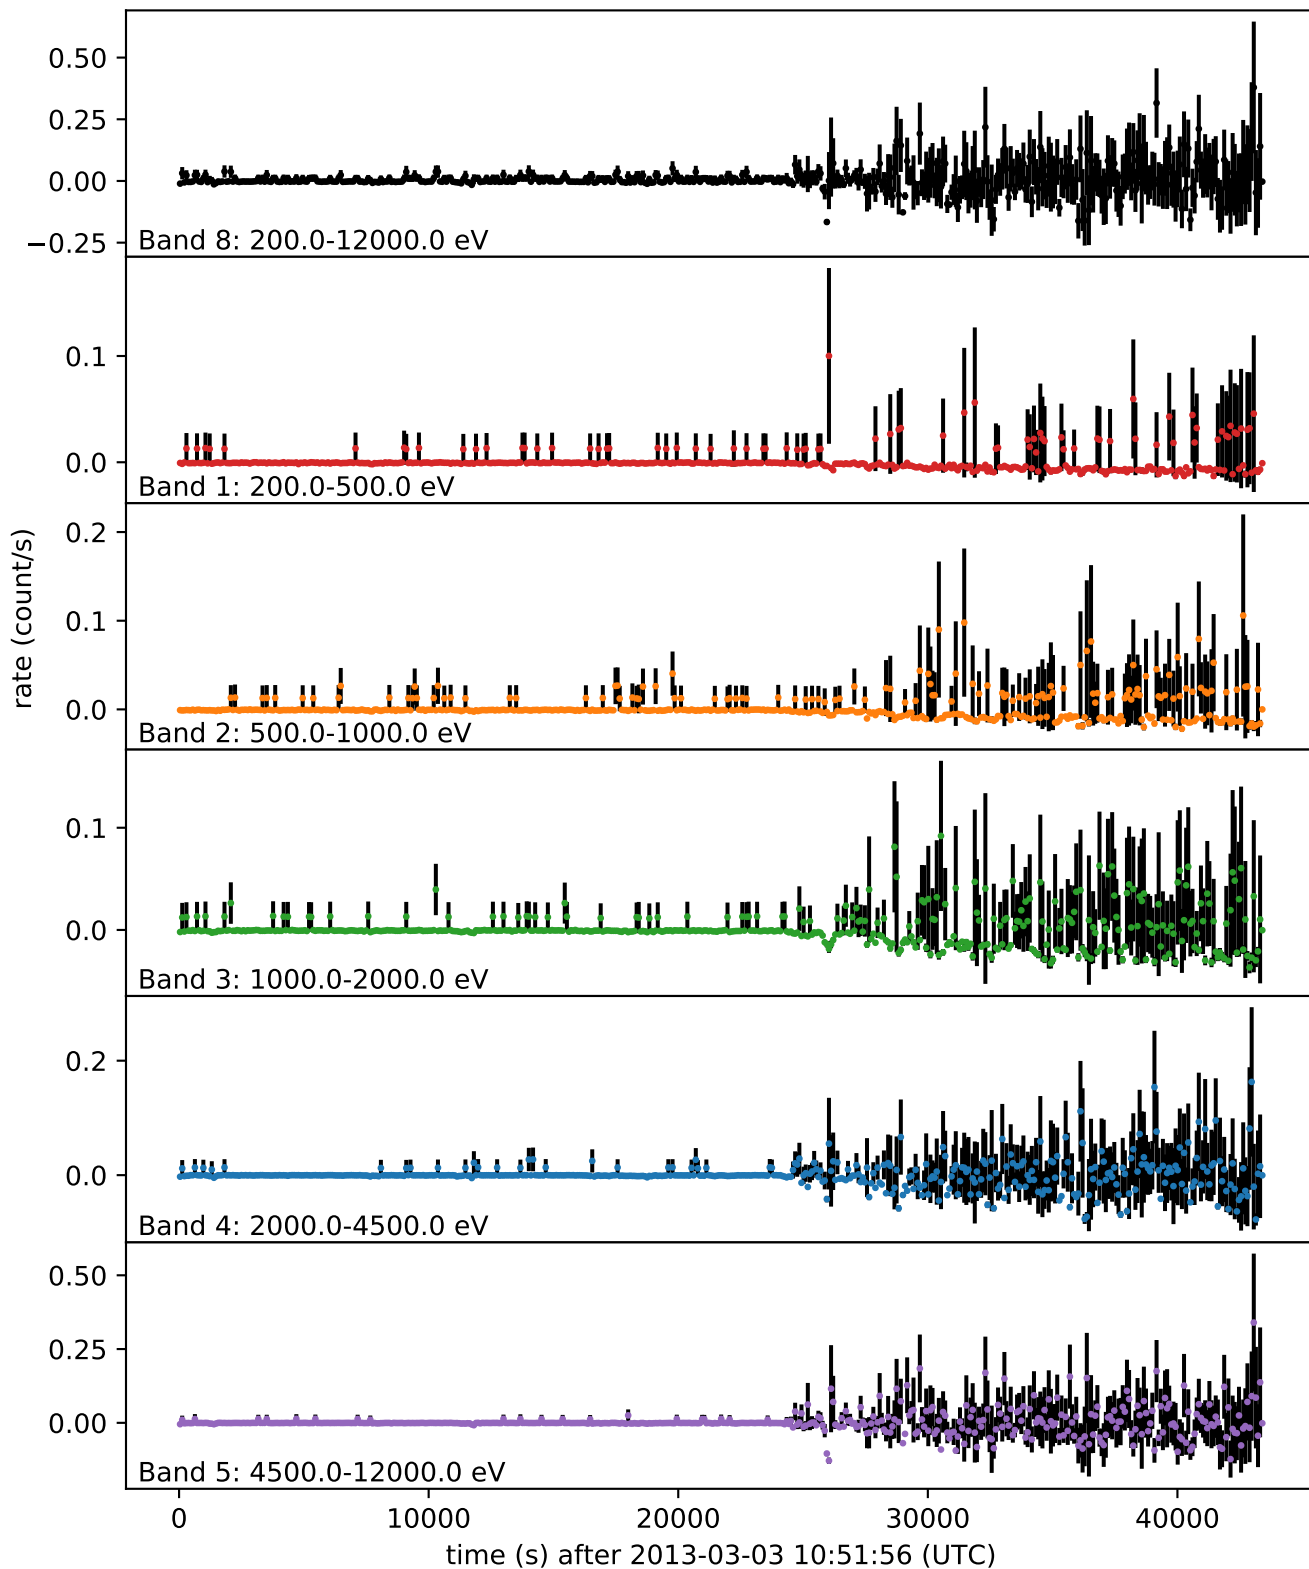 0.50
0.25
0.00
−0.25
Band 8: 200.0-12000.0 eV
0.1
0.0
Band 1: 200.0-500.0 eV
rate (count/s)
0.2
0.1
0.0
Band 2: 500.0-1000.0 eV
0.1
0.0
Band 3: 1000.0-2000.0 eV
0.2
0.0
Band 4: 2000.0-4500.0 eV
0.50
0.25
0.00
Band 5: 4500.0-12000.0 eV
0 10000 20000 30000 40000
time (s) after 2013-03-03 10:51:56 (UTC)